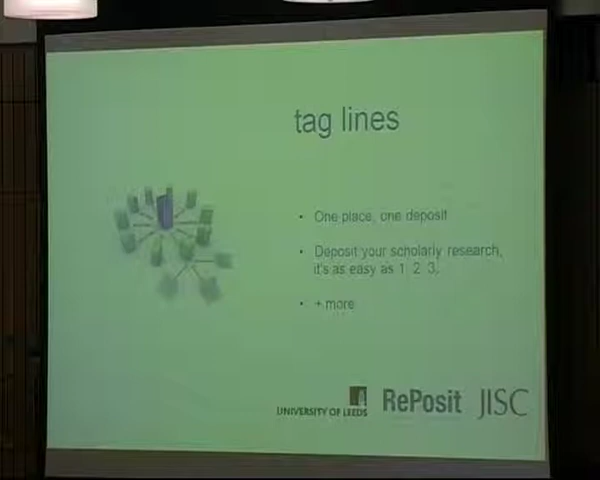 tag lines
• One place, one deposit
• Deposit your scholarly research,
it's as easy as 1 2 3.
• + more
UNIVERSITY OF LEEDS
RePosit
JISC